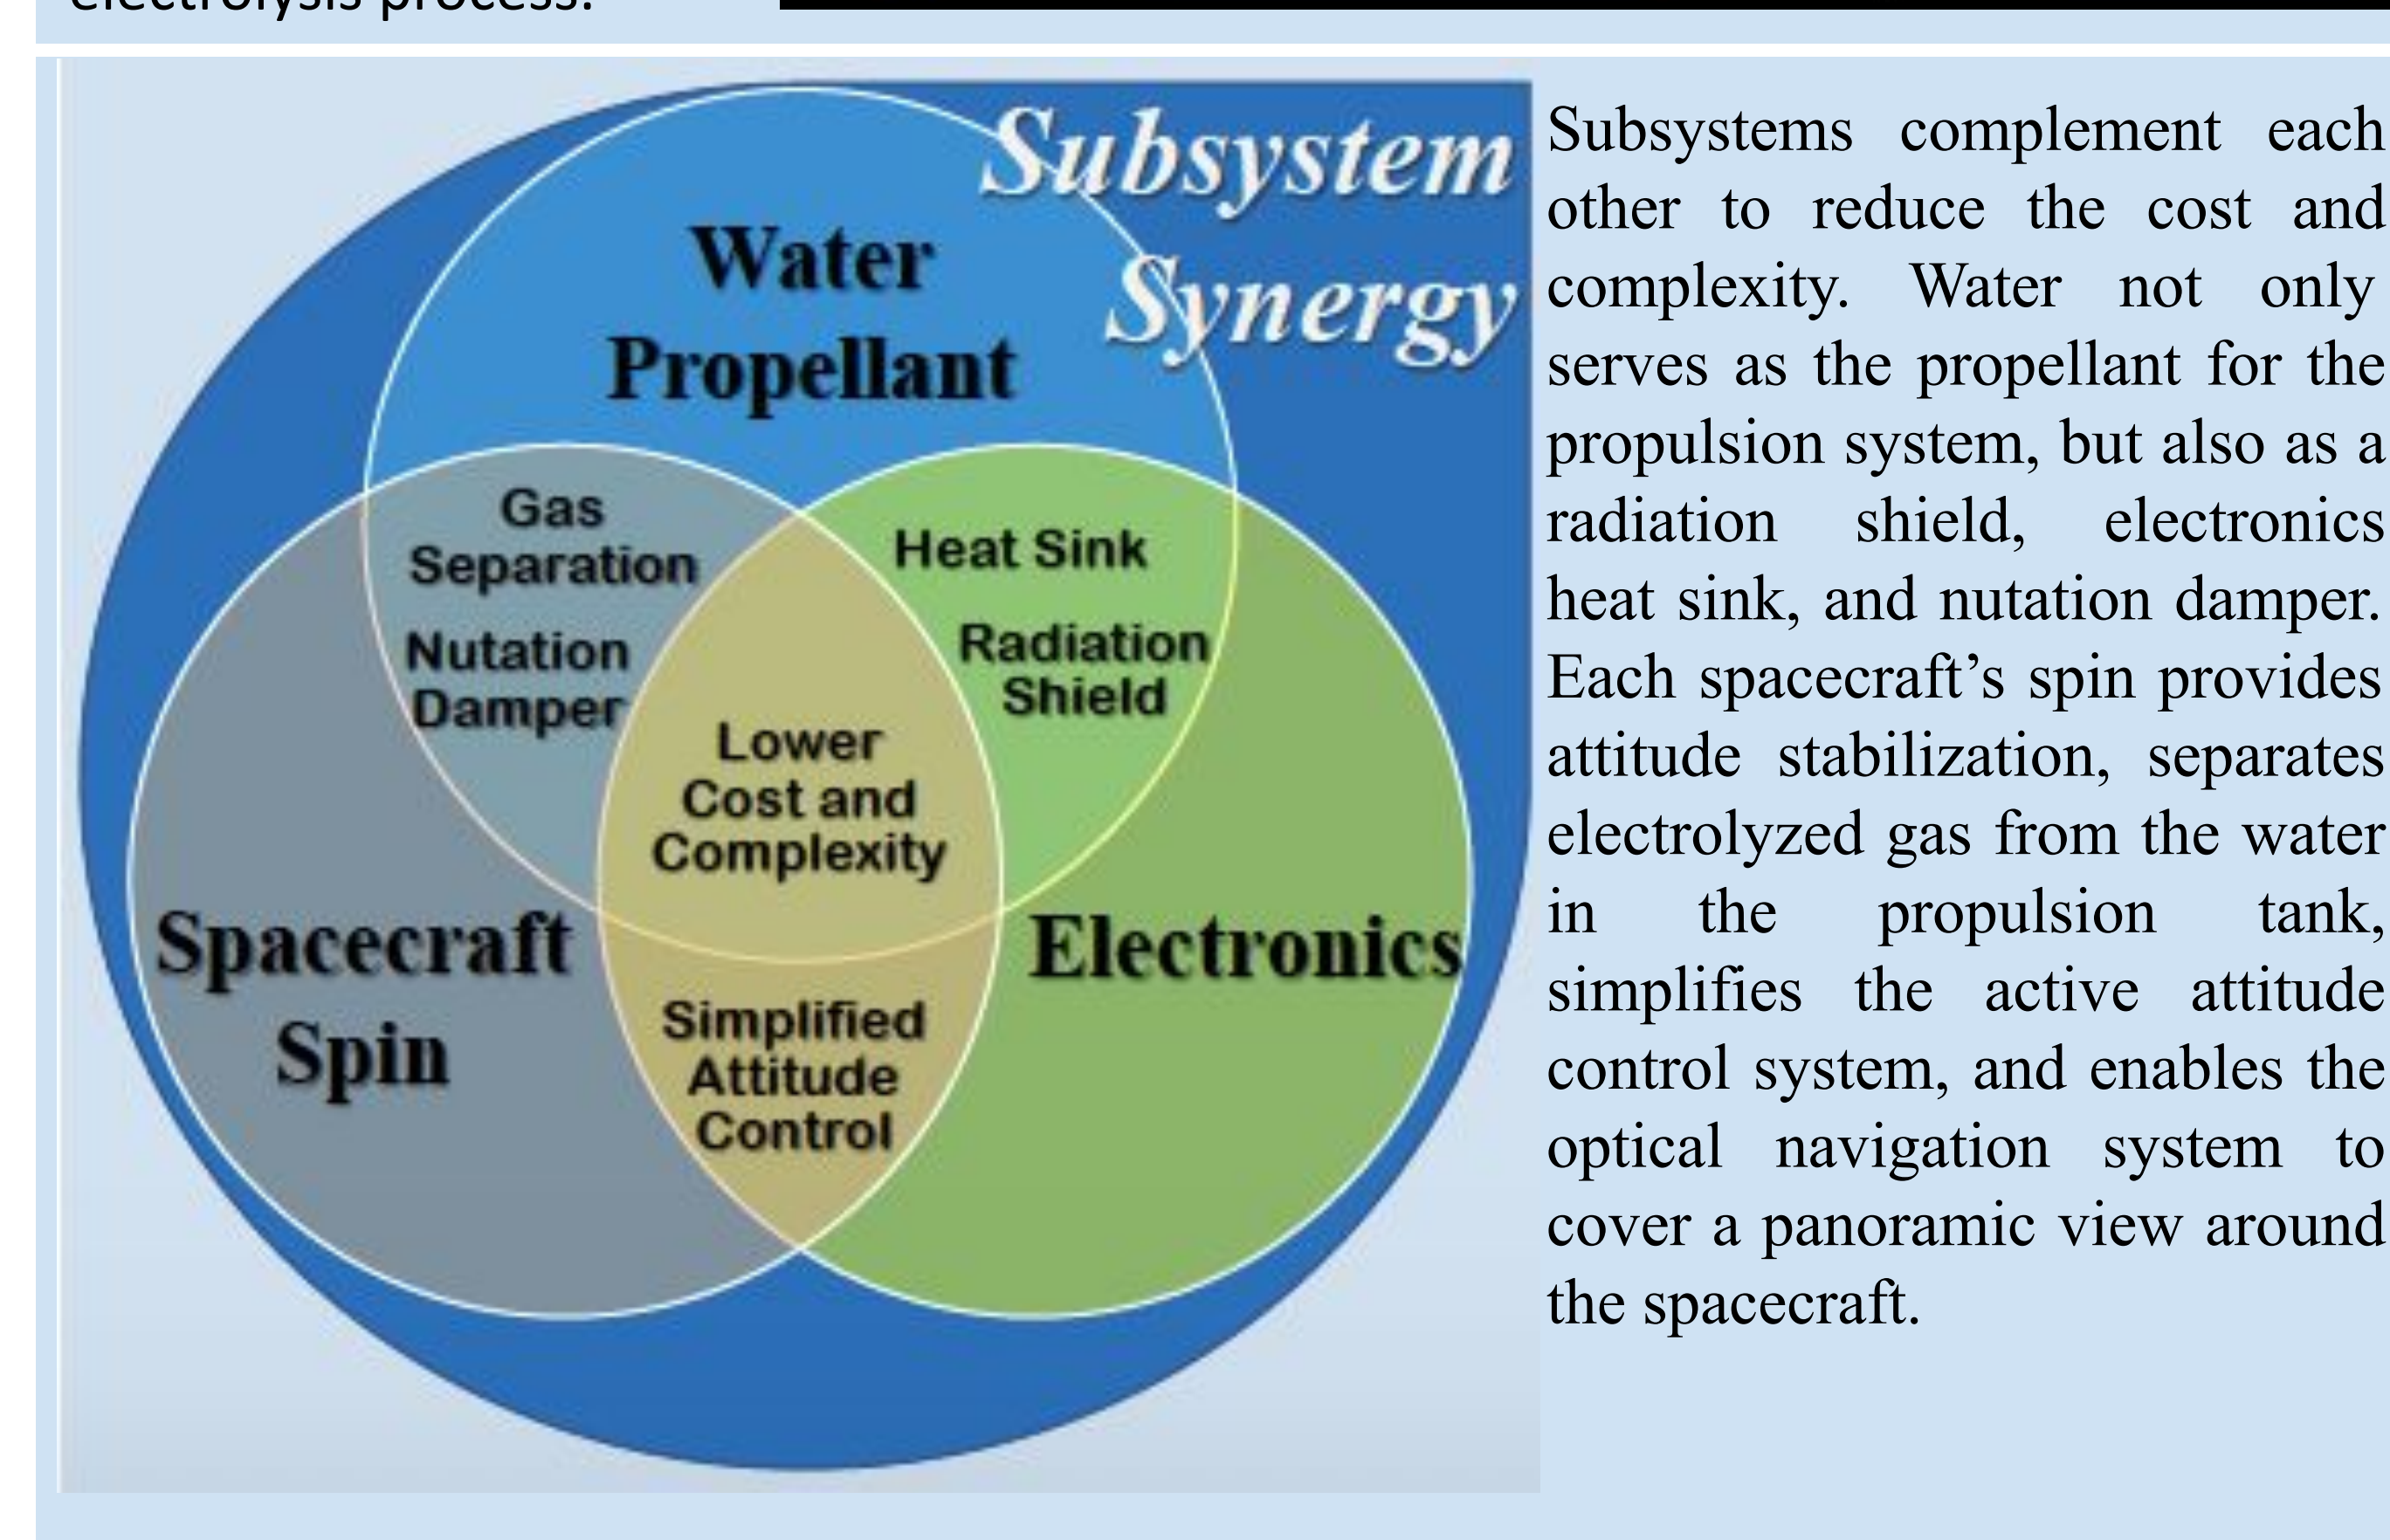 electrolysis process.
Subsystem
Synergy
Water
Propellant
Gas
Separation
Nutation
Damper
Heat Sink
Radiation
Shield
Lower
Cost and
Complexity
Spacecraft
Spin
Electronics
Simplified
Attitude
Control
Subsystems complement each
other to reduce the cost and
complexity. Water not only
serves as the propellant for the
propulsion system, but also as a
radiation shield, electronics
heat sink, and nutation damper.
Each spacecraft’s spin provides
attitude stabilization, separates
electrolyzed gas from the water
in the propulsion tank,
simplifies the active attitude
control system, and enables the
optical navigation system to
cover a panoramic view around
the spacecraft.